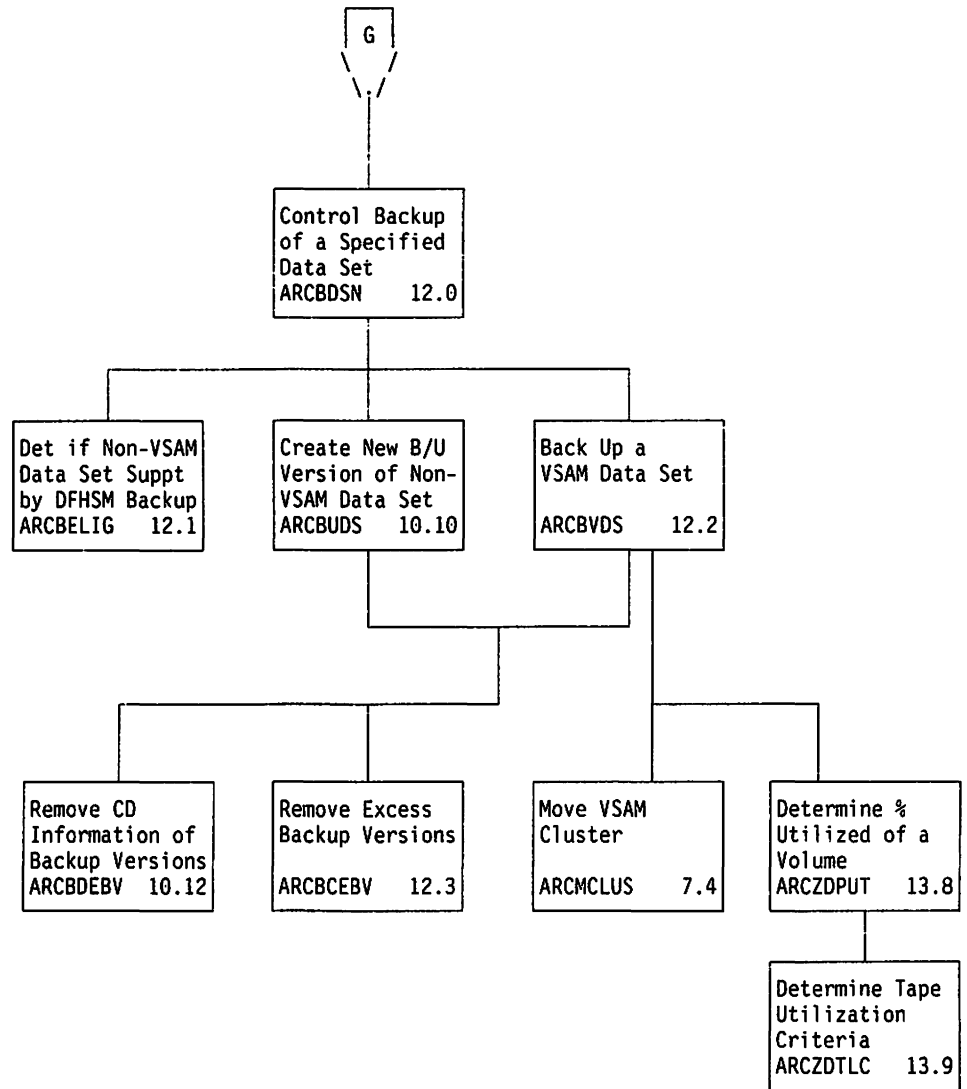 G
Control Backup
of a Specified
Data Set
ARCBDSN 12.0
Det if Non-VSAM
Data Set Suppt
by DFHSM Backup
ARCBELIG 12.1
Create New B/U
Version of Non-
VSAM Data Set
ARCBUDS 10.10
Back Up a
VSAM Data Set
ARCBVDS 12.2
Remove CD
Information of
Backup Versions
ARCBDEBV 10.12
Remove Excess
Backup Versions
ARCBCEBV 12.3
Move VSAM
Cluster
ARCMCLUS 7.4
Determine %
Utilized of a
Volume
ARCZDPUT 13.8
Determine Tape
Utilization
Criteria
ARCZDTLC 13.9